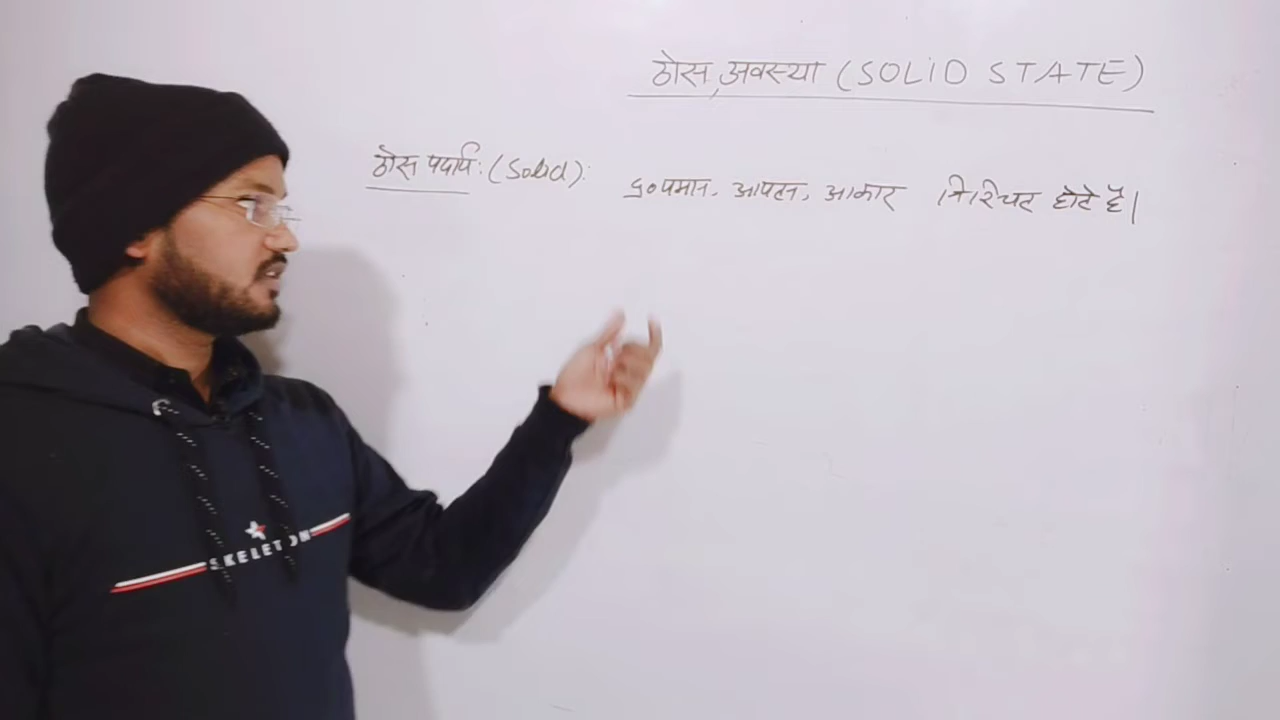 ठोस अवस्था (SOLID STATE)
ठोस पदार्थ: (Solid): द्रव्यमान, आयतन, आकार निश्चित होते है।
SKELETON